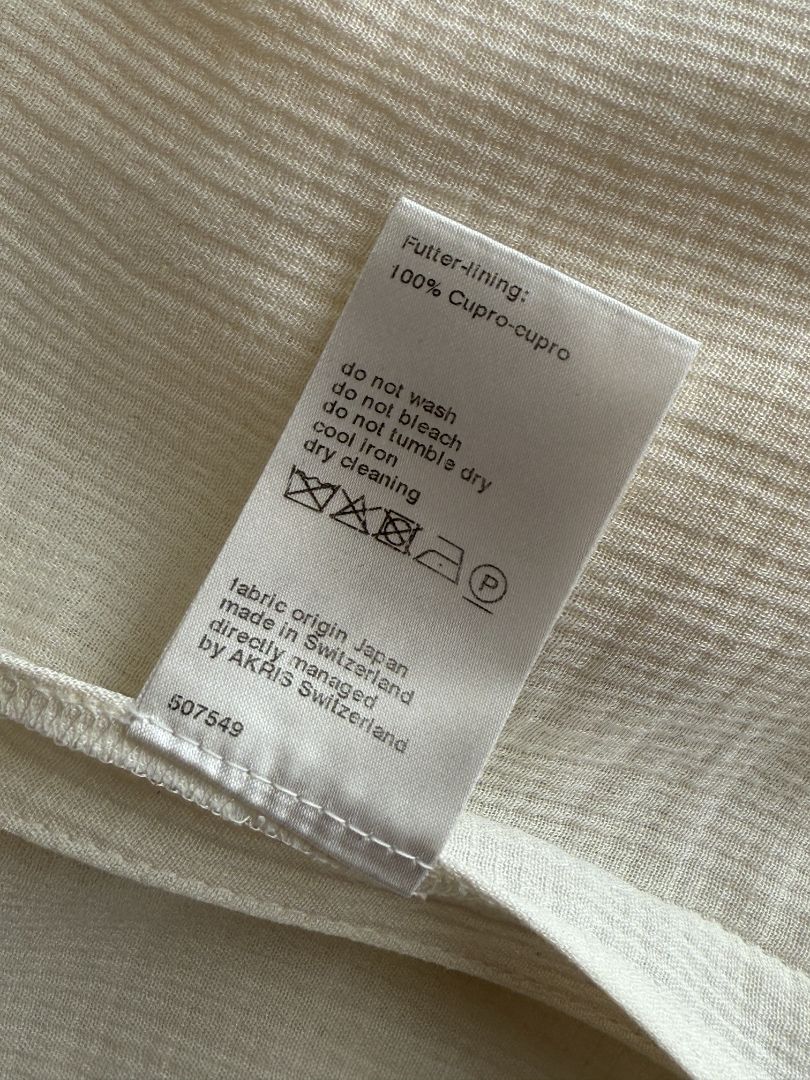 Futter-lining:
100% Cupro-cupro
do not wash
do not bleach
do not tumble dry
cool iron
dry cleaning
P
fabric origin Japan
made in Switzerland
directly managed
by AKRIS Switzerland
507549